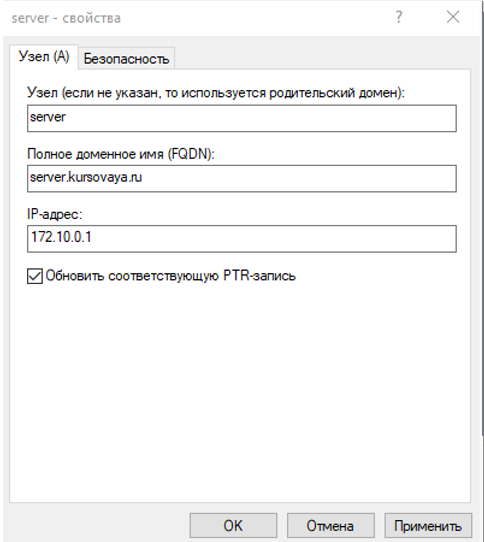 server - свойства
?
Узел (A)
Безопасность
Узел (если не указан, то используется родительский домен):
server
Полное доменное имя (FQDN):
server.kursovaya.ru
IP-адрес:
172.10.0.1
Обновить соответствующую PTR-запись
OK
Отмена
Применить